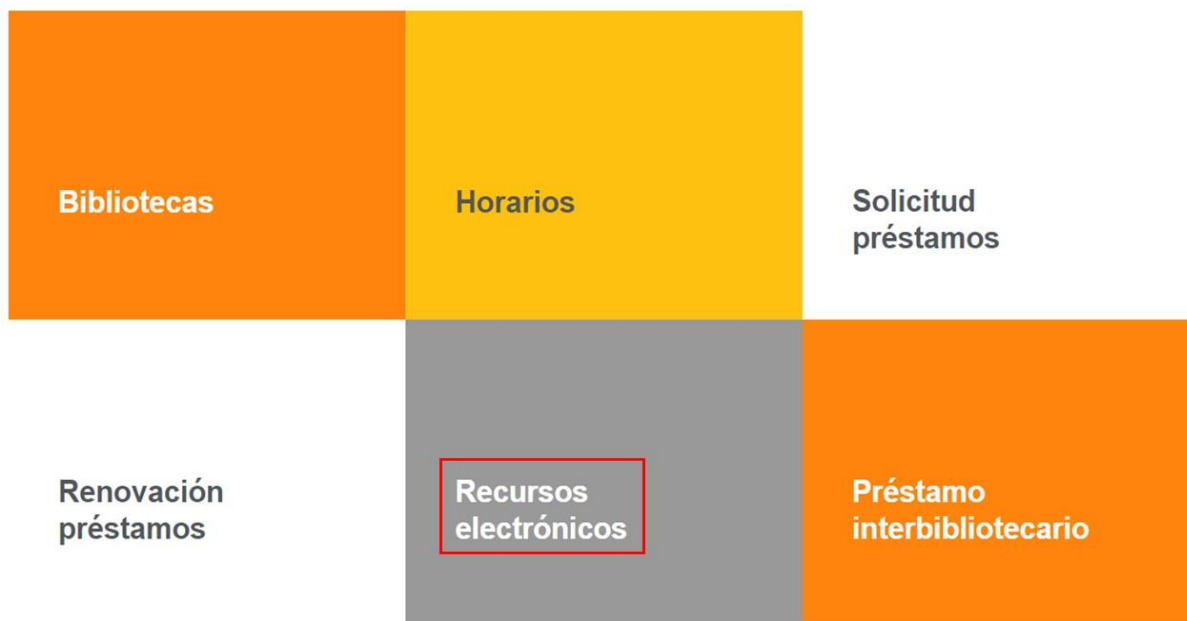 Bibliotecas
Horarios
Solicitud
préstamos
Renovación
préstamos
Recursos
electrónicos
Préstamo
interbibliotecario